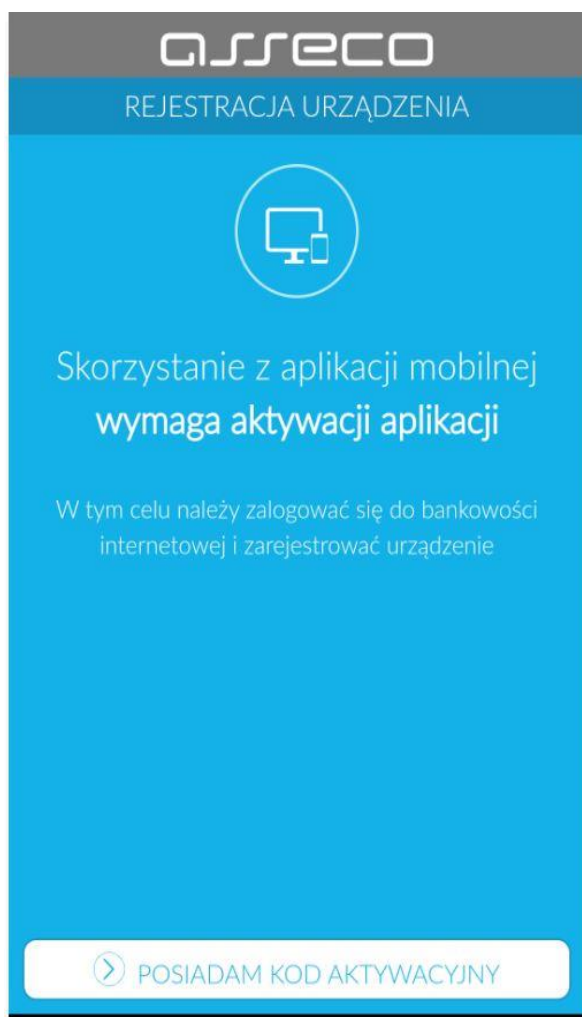 asseco
REJESTRACJA URZĄDZENIA
Skorzystanie z aplikacji mobilnej
wymaga aktywacji aplikacji
W tym celu należy zalogować się do bankowości
internetowej i zarejestrować urządzenie
POSIADAM KOD AKTYWACYJNY